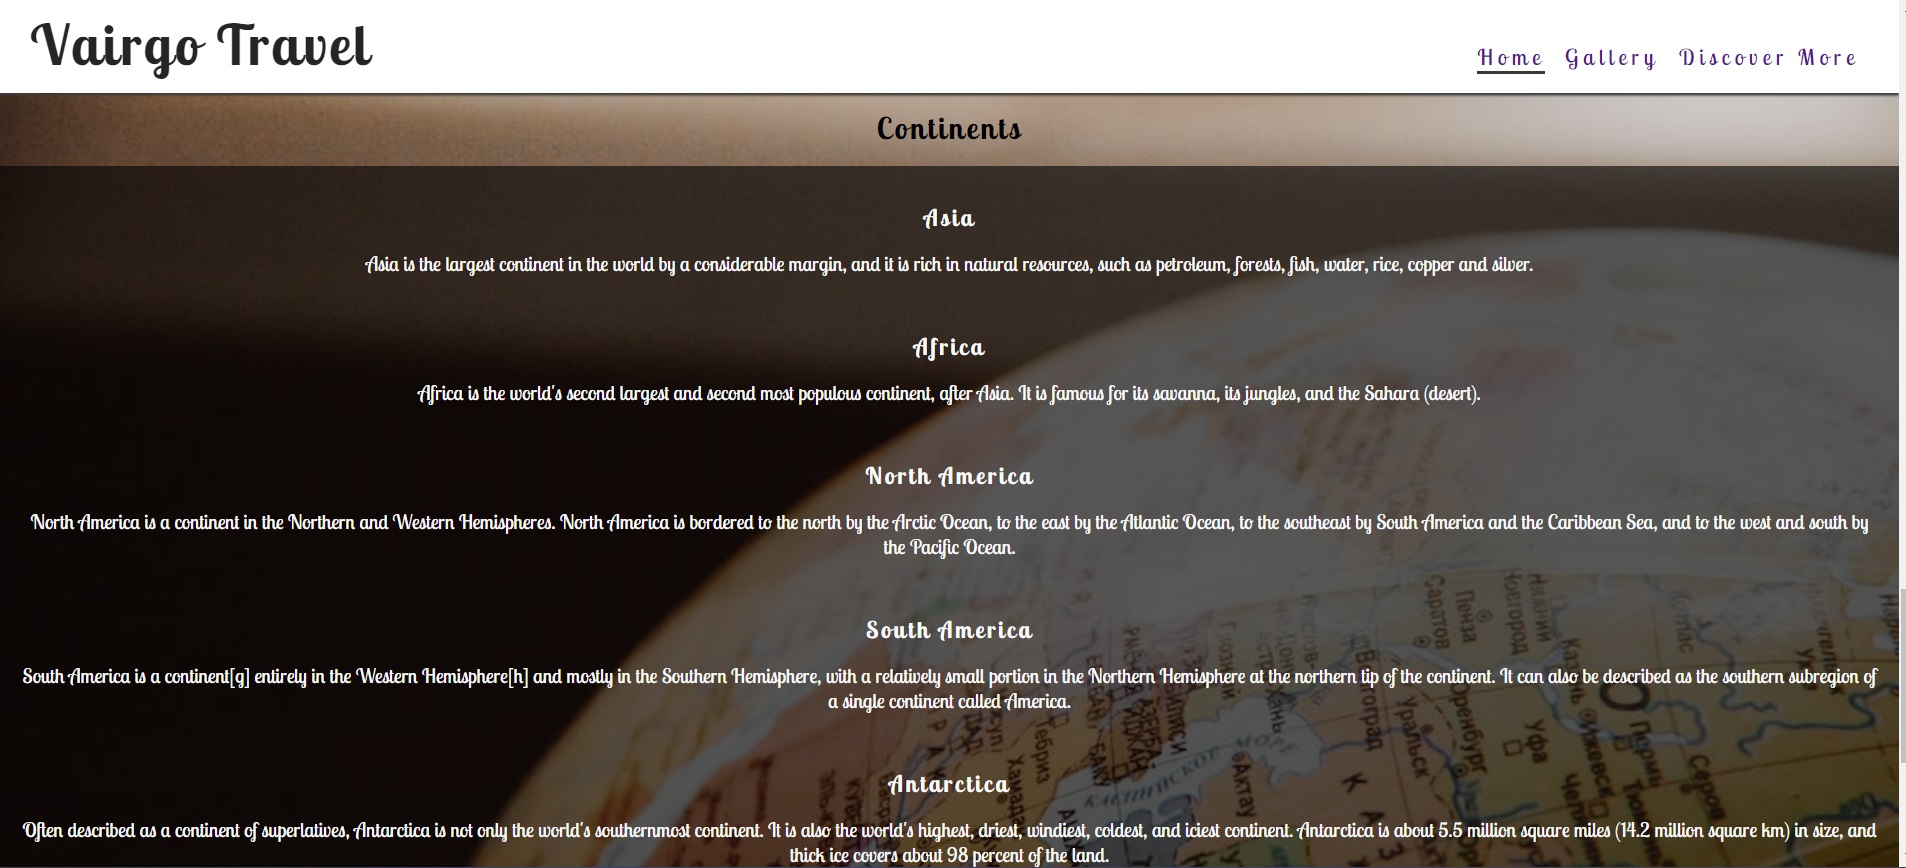 Vairgo Travel
Home Gallery Discover More
Continents
Asia
Asia is the largest continent in the world by a considerable margin, and it is rich in natural resources, such as petroleum, forests, fish, water, rice, copper and silver.
Africa
Africa is the world's second largest and second most populous continent, after Asia. It is famous for its savanna, its jungles, and the Sahara (desert).
North America
North America is a continent in the Northern and Western Hemispheres. North America is bordered to the north by the Arctic Ocean, to the east by the Atlantic Ocean, to the southeast by South America and the Caribbean Sea, and to the west and south by
the Pacific Ocean.
South America
South America is a continent[g] entirely in the Western Hemisphere[h] and mostly in the Southern Hemisphere, with a relatively small portion in the Northern Hemisphere at the northern tip of the continent. It can also be described as the southern subregion of
a single continent called America.
Antarctica
Often described as a continent of superlatives, Antarctica is not only the world's southernmost continent. It is also the world's highest, driest, windiest, coldest, and iciest continent. Antarctica is about 5.5 million square miles (14.2 million square km) in size, and
thick ice covers about 98 percent of the land.
Саратов
Пенза
Уральск
Уфа
Актау